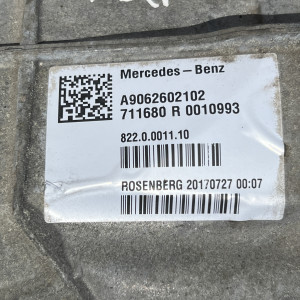 Mercedes-Benz
A9062602102
711680 R 0010993
822.0.0011.10
ROSENBERG 20170727 00:07